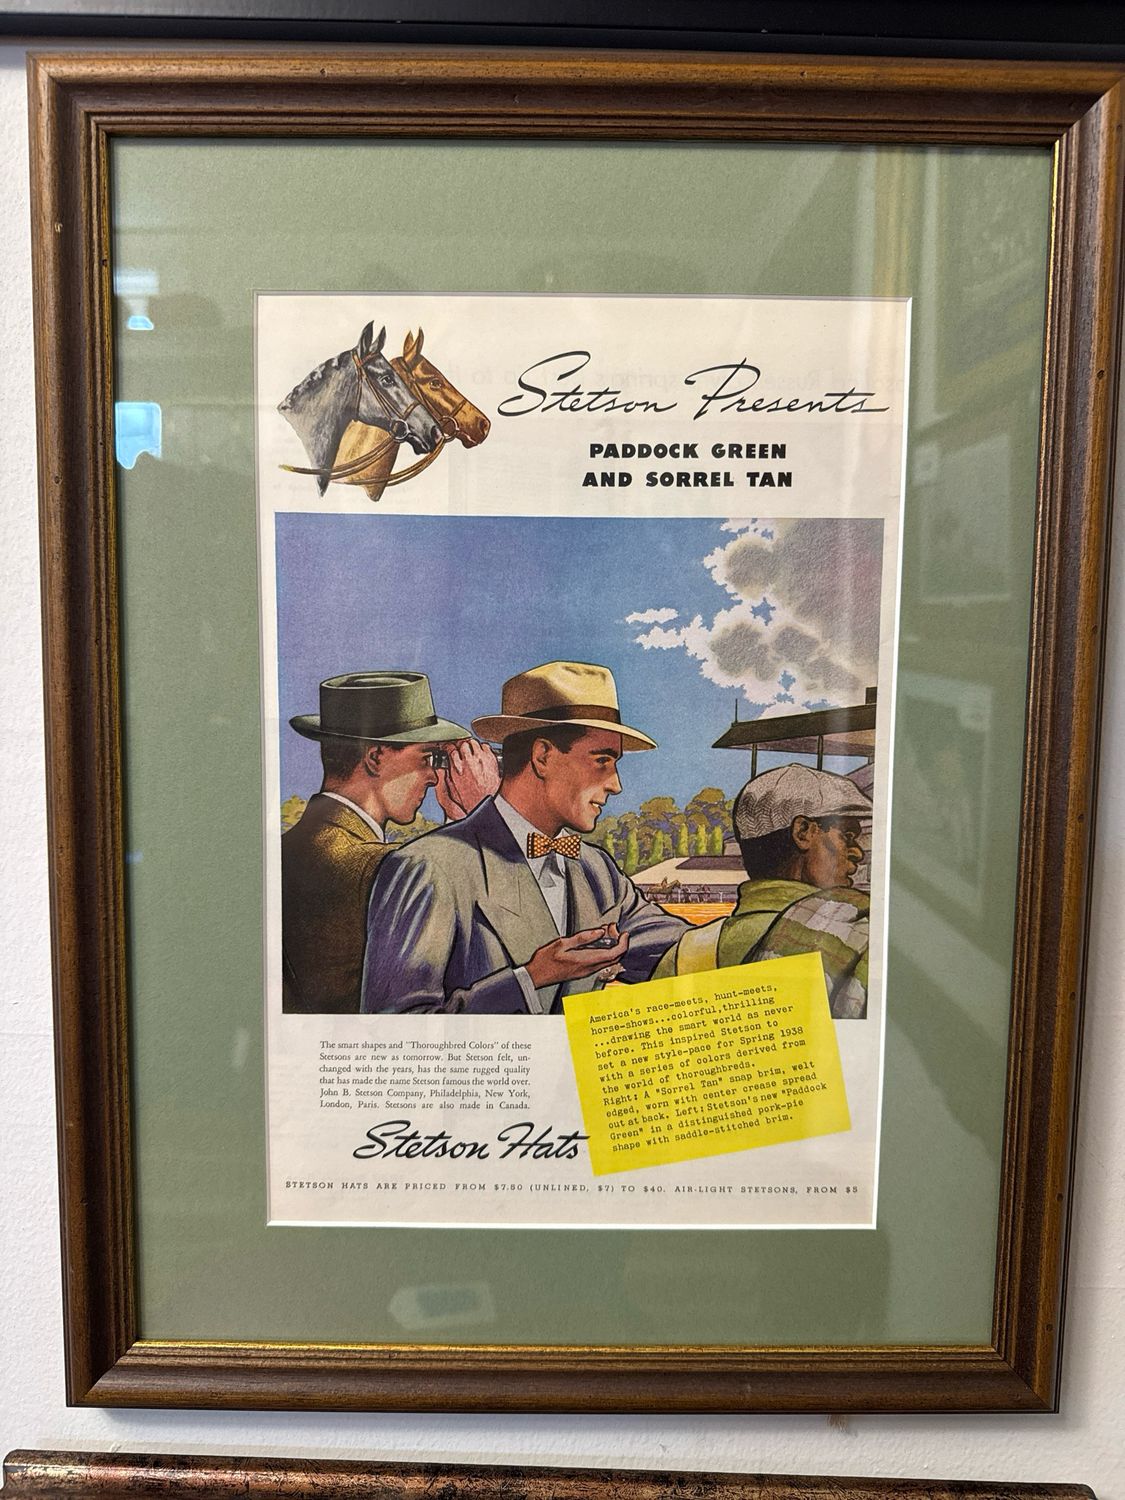 Stetson Presents
PADDOCK GREEN
AND SORREL TAN
America's race-meets, hunt-meets,
horse-shows...colorful, thrilling
...drawing the smart world as never
before. This inspired Stetson to
set a new style-pace for Spring 1938
with a series of colors derived from
the world of thoroughbreds.
Right: A "Sorrel Tan" snap brim, welt
edged, worn with center crease spread
out at back. Left: Stetson's new "Paddock
Green" in a distinguished pork-pie
shape with saddle-stitched brim.
The smart shapes and "Thoroughbred Colors" of these
Stetsons are new as tomorrow. But Stetson felt, un-
changed with the years, has the same rugged quality
that has made the name Stetson famous the world over.
John B. Stetson Company, Philadelphia, New York,
London, Paris. Stetsons are also made in Canada.
Stetson Hats
STETSON HATS ARE PRICED FROM $7.50 (UNLINED, $7) TO $40. AIR-LIGHT STETSONS, FROM $5